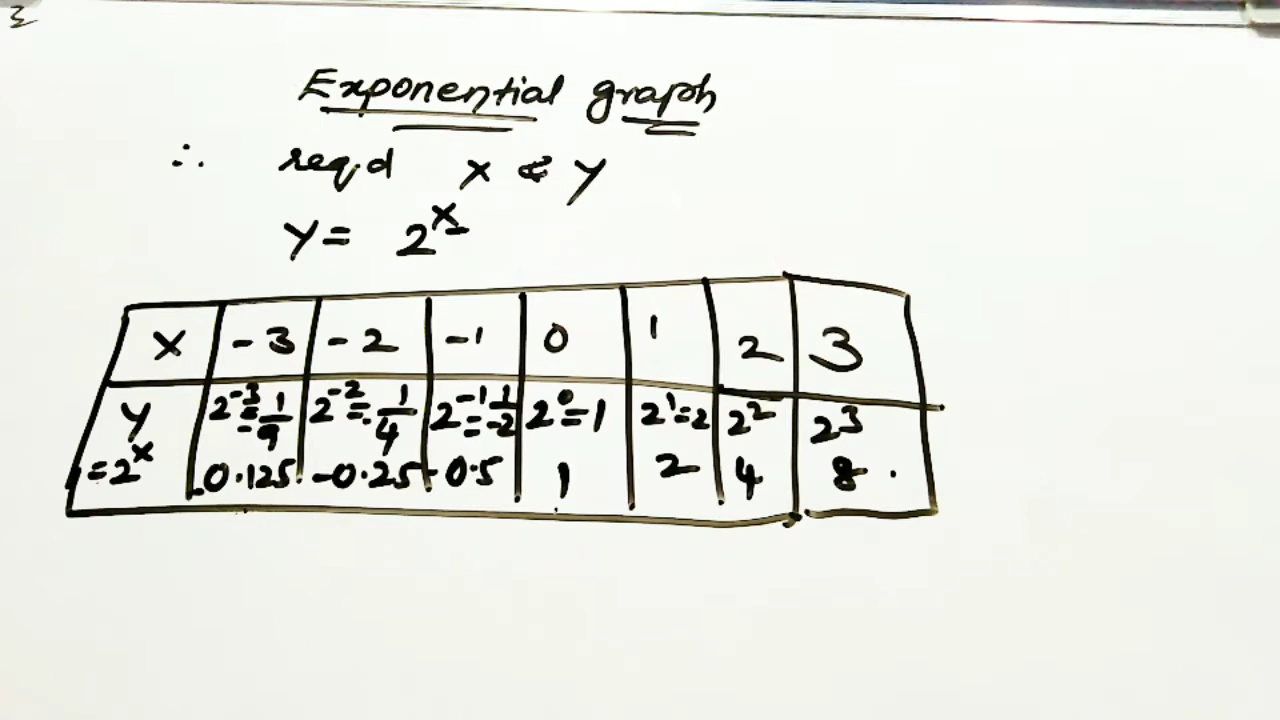 Exponential graph
∴ req.d x & y
y = 2^x
x -3 -2 -1 0 1 2 3
y 2^-3 = 1/9 2^-2 = 1/4 2^-1 = 1/-2 2^0 = 1 2^1 = 2 2^2 2^3
= 2^x -0.125 -0.25 -0.5 1 2 4 8 .